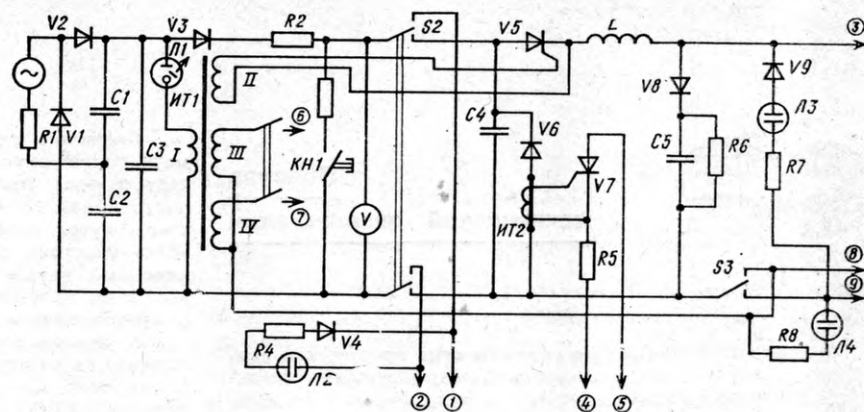 V2
V3
R2
S2
V5
L
③
Л1
ИТ1
II
V9
V8
C1
C4
V6
Л3
R1
V1
C3
I
⑥
III
КН1
C5
R6
V7
R7
C2
⑦
IV
V
ИТ2
R5
S3
⑧
⑨
R4
V4
Л2
R8
Л4
②
①
④
⑤